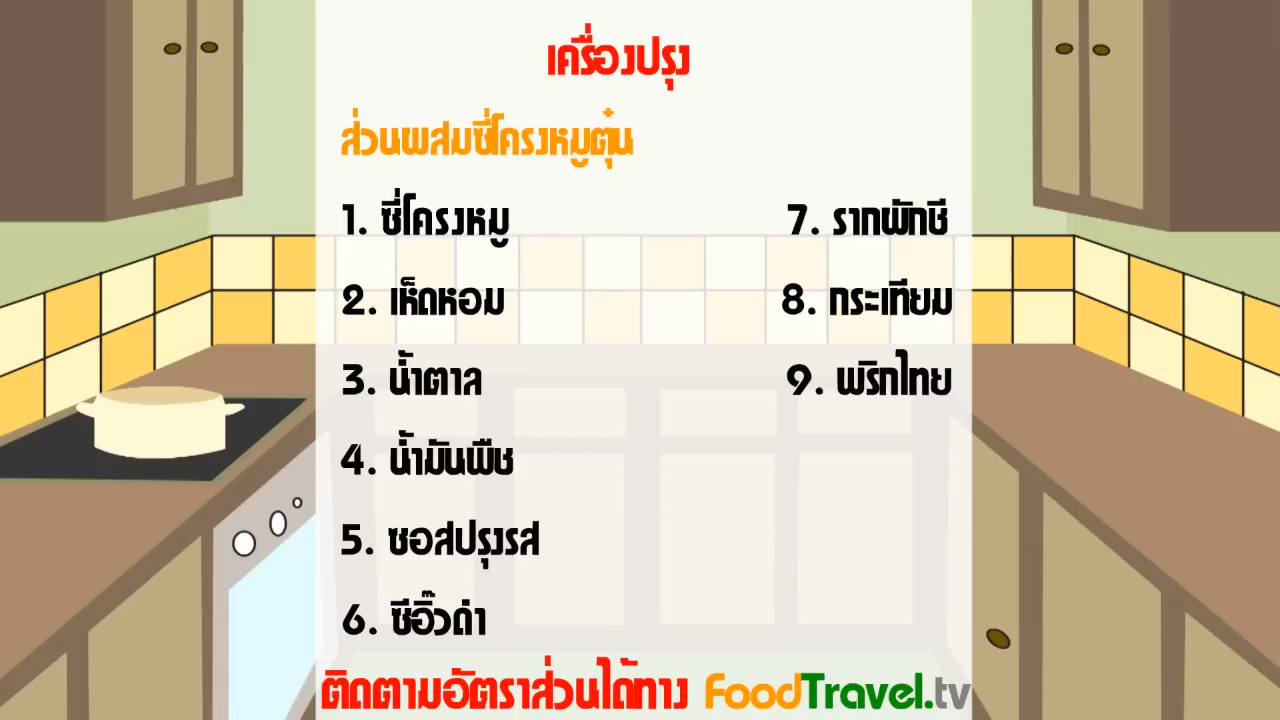 เครื่องปรุง
ส่วนผสมซี่โครงหมูตุ๋น
1. ซี่โครงหมู
2. เห็ดหอม
3. น้ำตาล
4. น้ำมันพืช
5. ซอสปรุงรส
6. ซีอิ๊วดำ
7. รากผักชี
8. กระเทียม
9. พริกไทย
ติดตามอัตราส่วนได้ทาง FoodTravel.tv